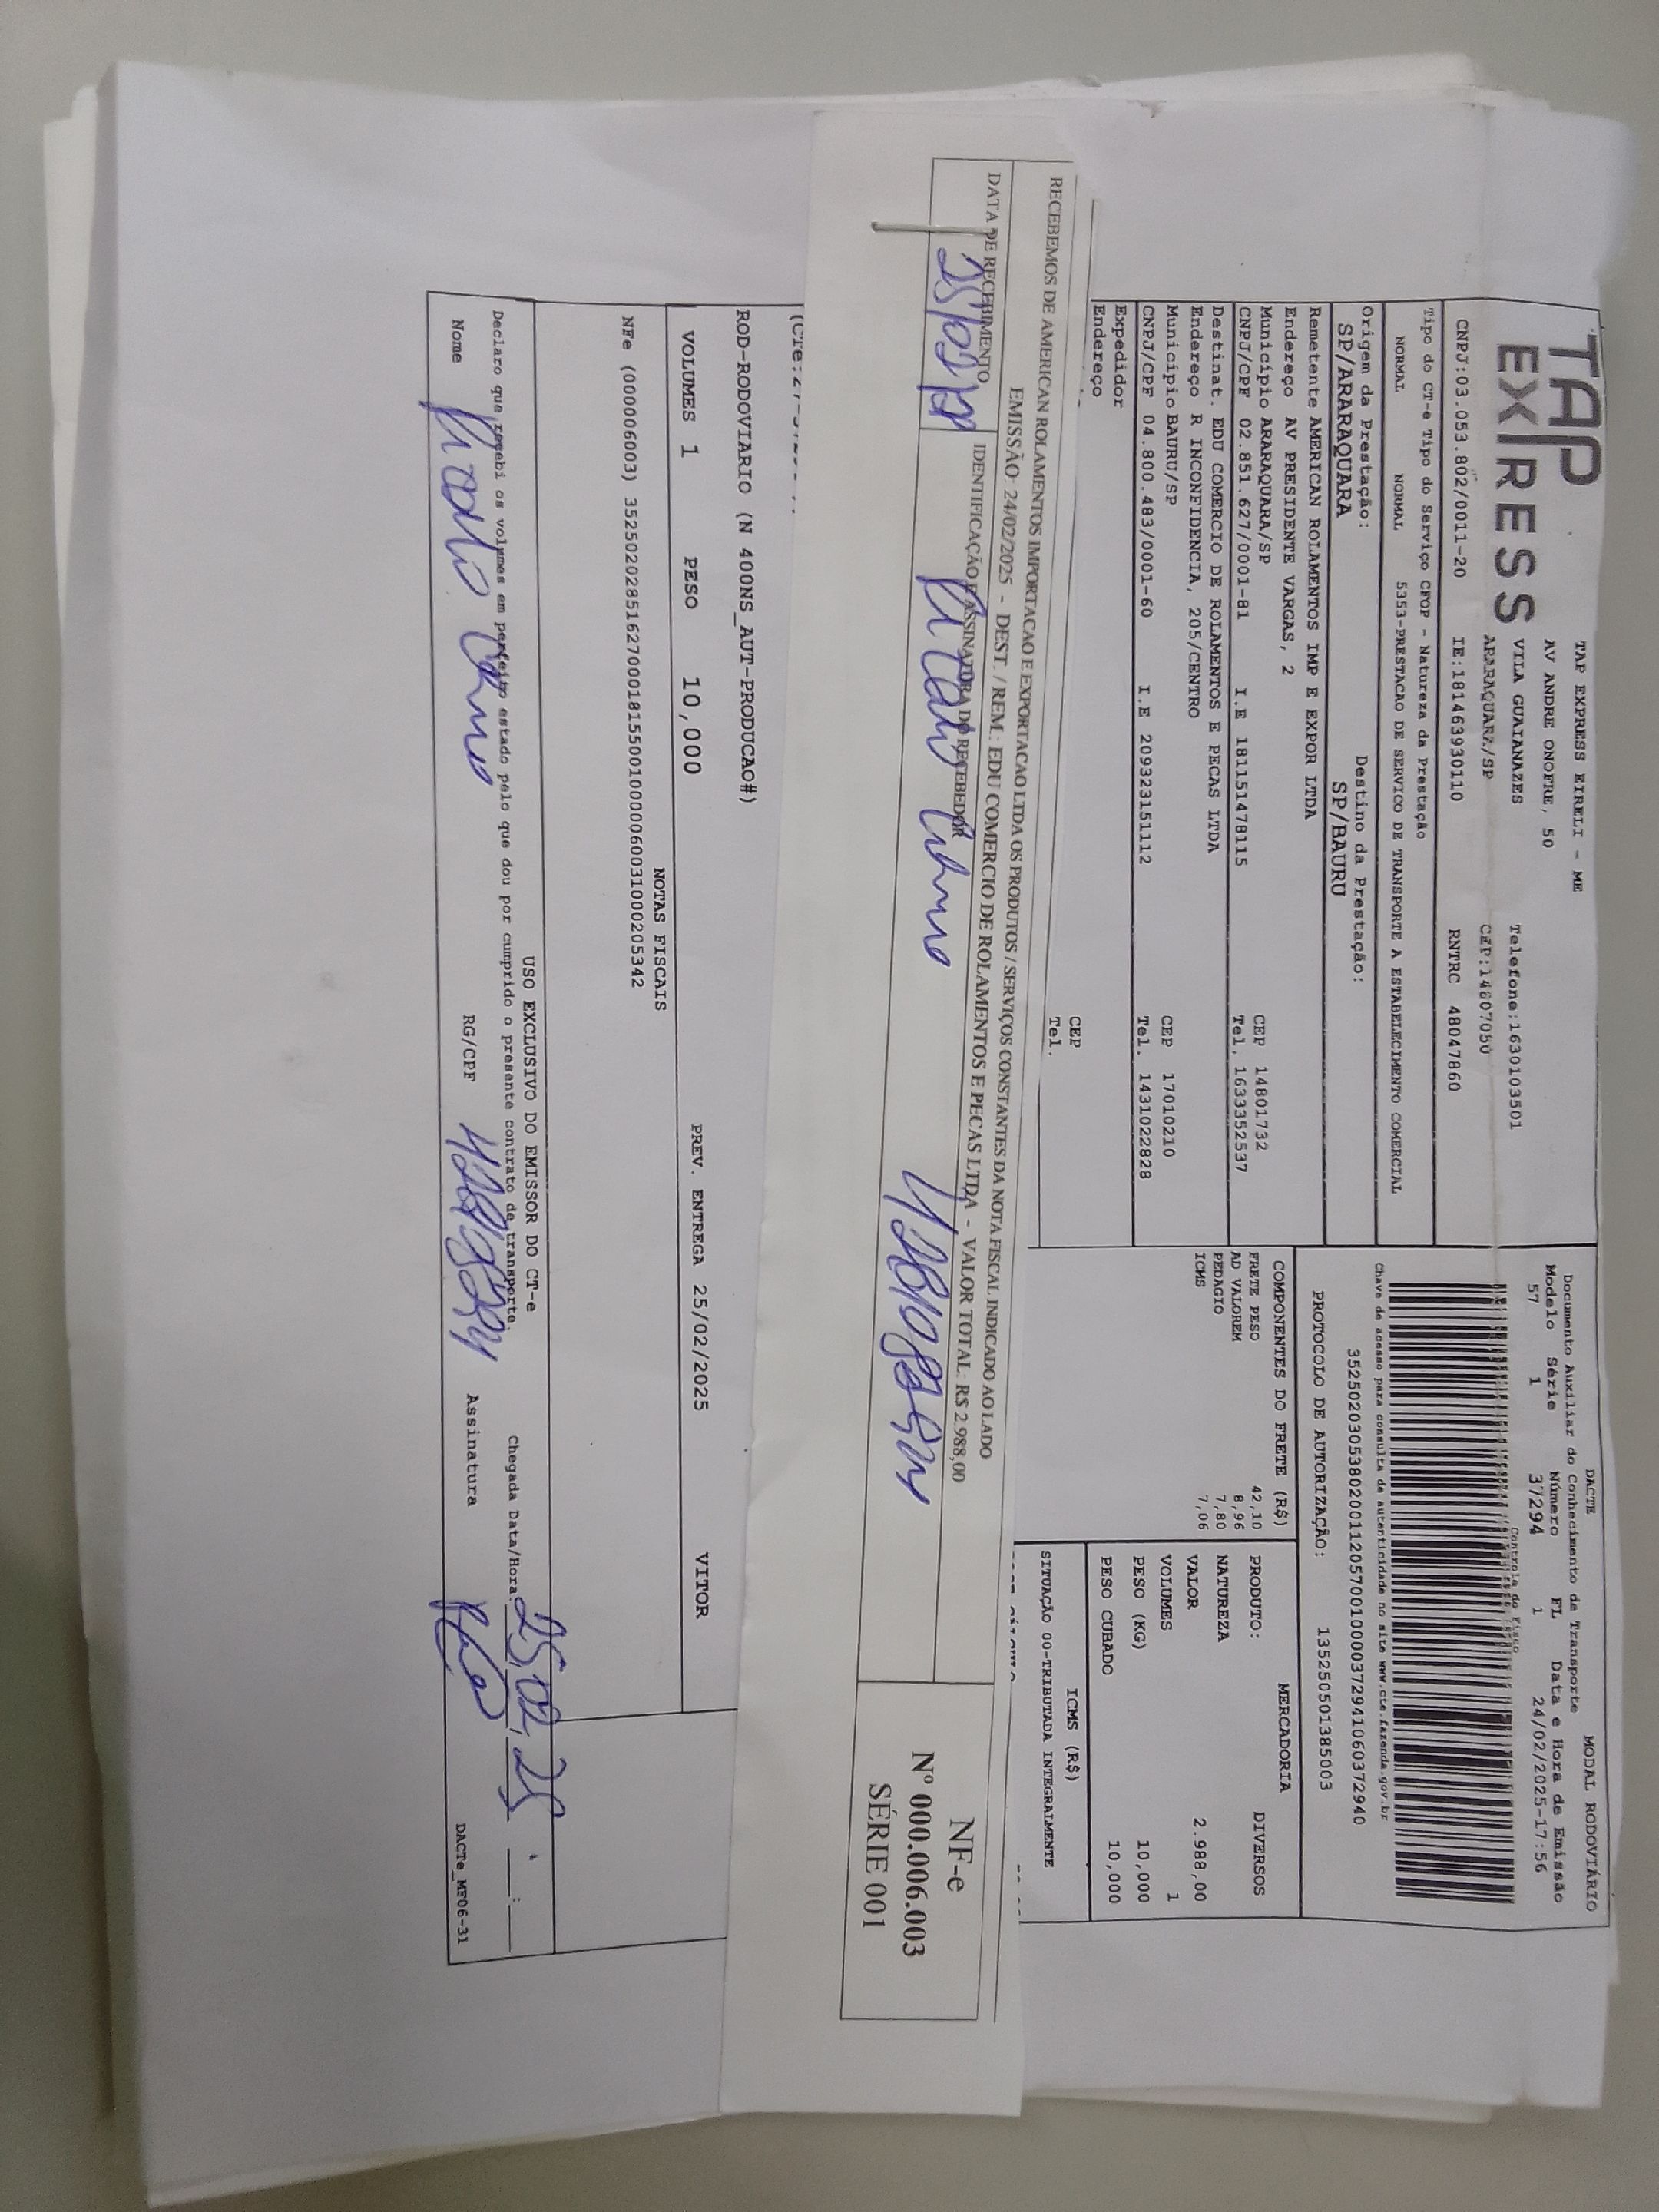 TAP
EXPRESS
TAP EXPRESS EIRELI - ME
AV ANDRE ONOFRE, 50
VILA GUAIANAZES Telefone:1630103501
ARARAQUARA/SP CEP:14807050
CNPJ:03.053.802/0011-20 IE:181463930110 RNTRC 48047860
DACTE MODAL RODOVIÁRIO
Documento Auxiliar do Conhecimento de Transporte
Modelo Série Número FL Data e Hora de Emissão
57 1 37294 1 24/02/2025-17:56
Controle do Fisco
Tipo do CT-e Tipo do Serviço CFOP - Natureza da Prestação
NORMAL NORMAL 5353-PRESTACAO DE SERVICO DE TRANSPORTE A ESTABELECIMENTO COMERCIAL
Chave de acesso para consulta de autenticidade no site www.cte.fazenda.gov.br
35250203053802001120570010000372941060372940
PROTOCOLO DE AUTORIZAÇÃO: 135250501385003
Origem da Prestação: Destino da Prestação:
SP/ARARAQUARA SP/BAURU
Remetente AMERICAN ROLAMENTOS IMP E EXPOR LTDA
Endereço AV PRESIDENTE VARGAS, 2
Município ARARAQUARA/SP CEP 14801732
CNPJ/CPF 02.851.627/0001-81 I.E 181151478115 Tel. 1633352537
Destinat. EDU COMERCIO DE ROLAMENTOS E PECAS LTDA
Endereço R INCONFIDENCIA, 205/CENTRO
Município BAURU/SP CEP 17010210
CNPJ/CPF 04.800.483/0001-60 I.E 209323151112 Tel. 1431022828
Expedidor
Endereço
CEP
Tel.
COMPONENTES DO FRETE (R$)
FRETE PESO 42,10
AD VALOREM 8,96
PEDAGIO 7,80
ICMS 7,06
MERCADORIA
PRODUTO: DIVERSOS
NATUREZA
VALOR 2.988,00
VOLUMES 1
PESO (KG) 10,000
PESO CUBADO 10,000
ICMS (R$)
SITUAÇÃO 00-TRIBUTADA INTEGRALMENTE
RECEBEMOS DE AMERICAN ROLAMENTOS IMPORTACAO E EXPORTACAO LTDA OS PRODUTOS / SERVIÇOS CONSTANTES DA NOTA FISCAL INDICADO AO LADO
EMISSÃO: 24/02/2025 - DEST. / REM.: EDU COMERCIO DE ROLAMENTOS E PECAS LTDA - VALOR TOTAL: R$ 2.988,00
DATA DE RECEBIMENTO IDENTIFICAÇÃO E ASSINATURA DO RECEBEDOR
NF-e
Nº 000.006.003
SÉRIE 001
ROD-RODOVIARIO (N 400NS_AUT-PRODUCAO#)
VOLUMES 1 PESO 10,000 PREV. ENTREGA 25/02/2025 VITOR
NOTAS FISCAIS
NFe (000006003) 35250202851627000181550010000060031000205342
USO EXCLUSIVO DO EMISSOR DO CT-e
Declaro que recebi os volumes em perfeito estado pelo que dou por cumprido o presente contrato de transporte.
Chegada Data/Hora 25/02/25
Nome RG/CPF Assinatura
DACTe_MF06-31